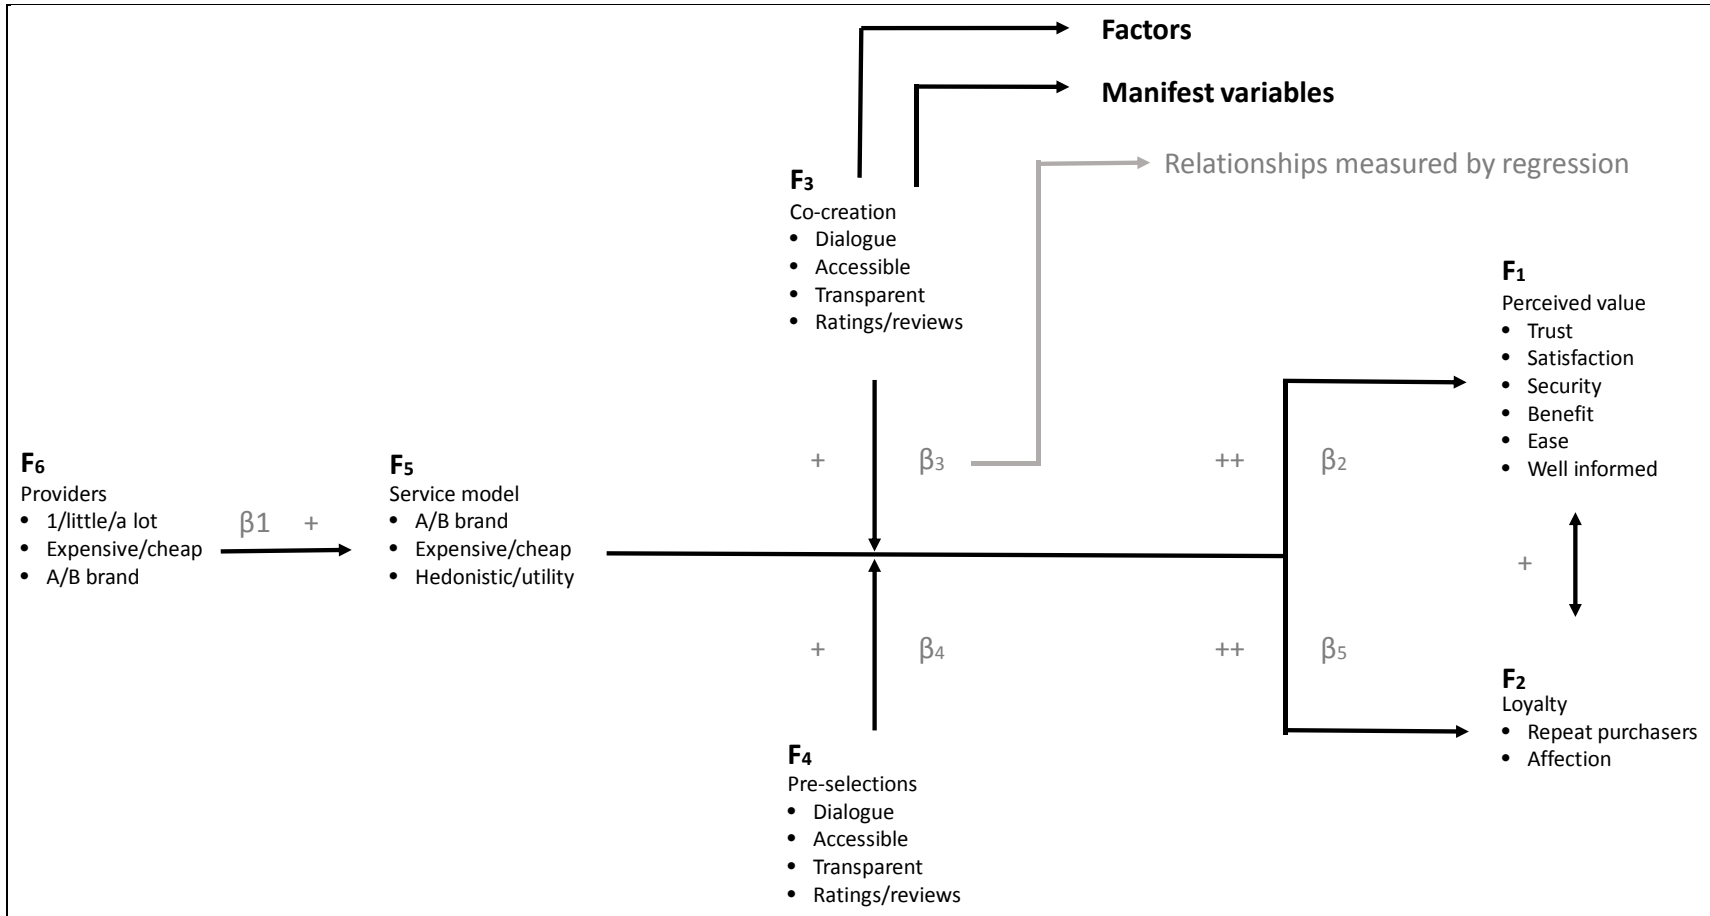 Factors
Manifest variables
Relationships measured by regression
F3
Co-creation
• Dialogue
• Accessible
• Transparent
• Ratings/reviews
F1
Perceived value
• Trust
• Satisfaction
• Security
• Benefit
• Ease
• Well informed
F6
Providers
• 1/little/a lot
• Expensive/cheap
• A/B brand
β1 +
F5
Service model
• A/B brand
• Expensive/cheap
• Hedonistic/utility
+ β3
++ β2
+
+ β4
++ β5
F2
Loyalty
• Repeat purchasers
• Affection
F4
Pre-selections
• Dialogue
• Accessible
• Transparent
• Ratings/reviews